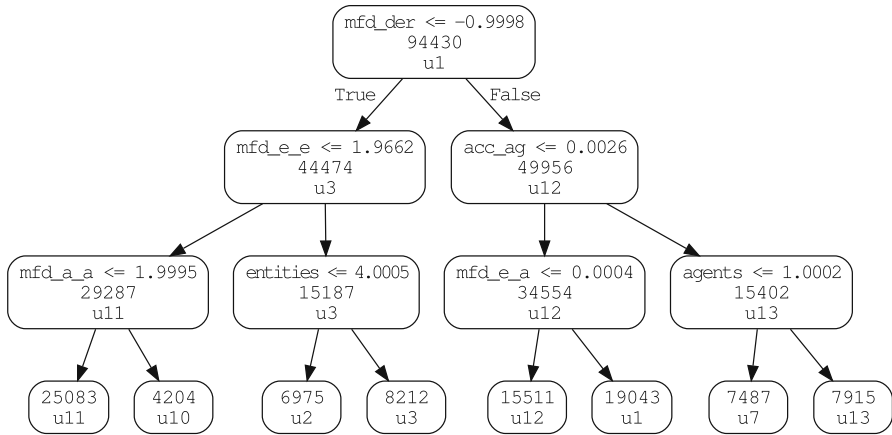 mfd_der <= -0.9998
94430
u1
True
False
mfd_e_e <= 1.9662
44474
u3
acc_ag <= 0.0026
49956
u12
mfd_a_a <= 1.9995
29287
u11
entities <= 4.0005
15187
u3
mfd_e_a <= 0.0004
34554
u12
agents <= 1.0002
15402
u13
25083
u11
4204
u10
6975
u2
8212
u3
15511
u12
19043
u1
7487
u7
7915
u13